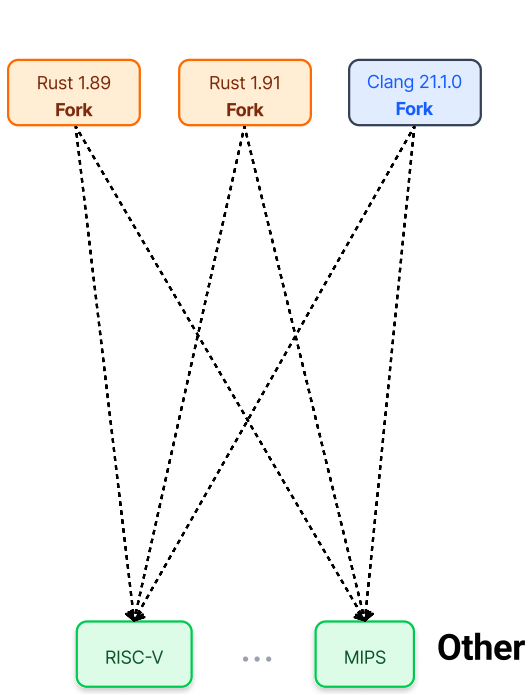 Rust 1.89
Fork
Rust 1.91
Fork
Clang 21.1.0
Fork
RISC-V
...
MIPS
Other